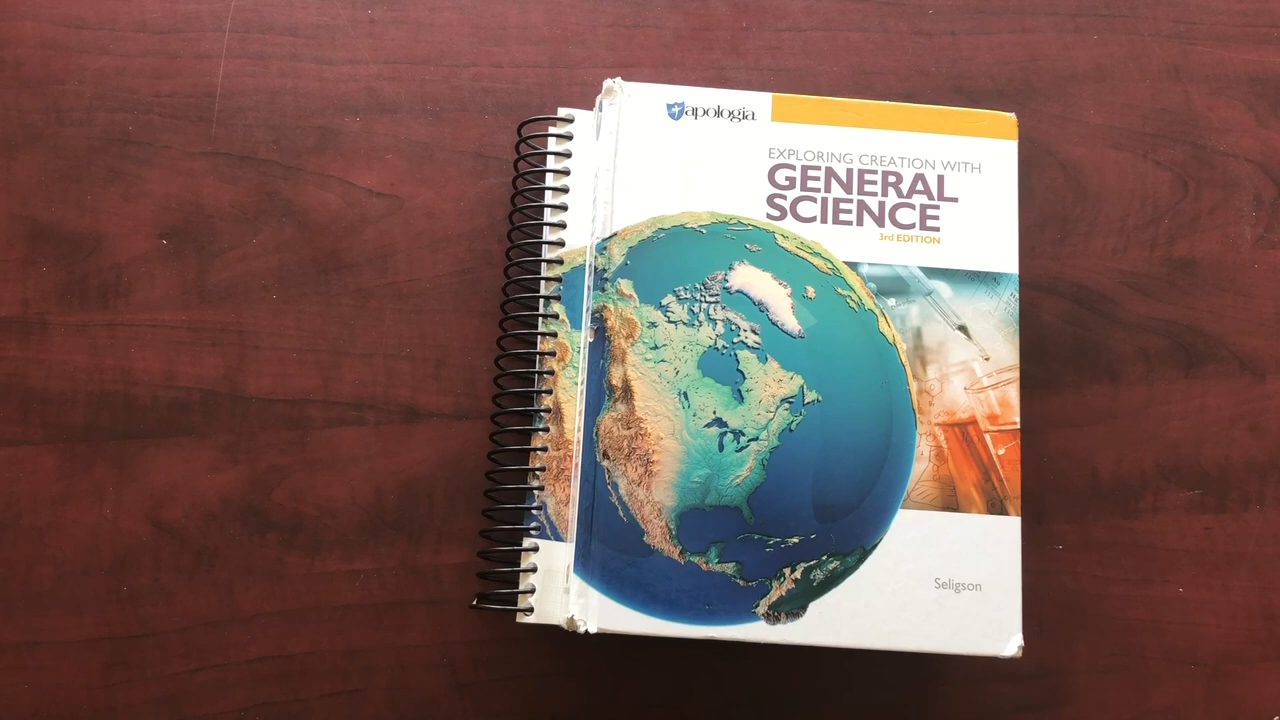 apologia
EXPLORING CREATION WITH
GENERAL
SCIENCE
3rd EDITION
Seligson